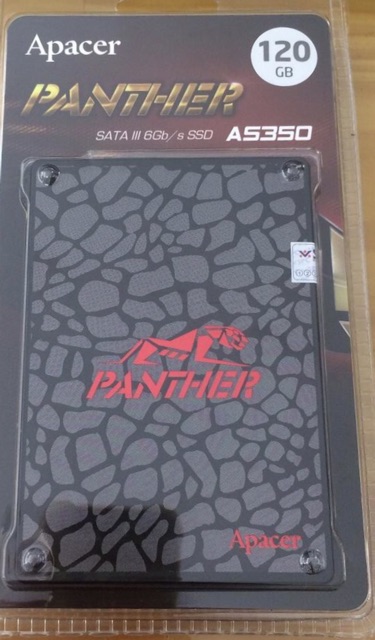 Apacer
120
GB
PANTHER
SATA III 6Gb/s SSD AS350
PANTHER
Apacer